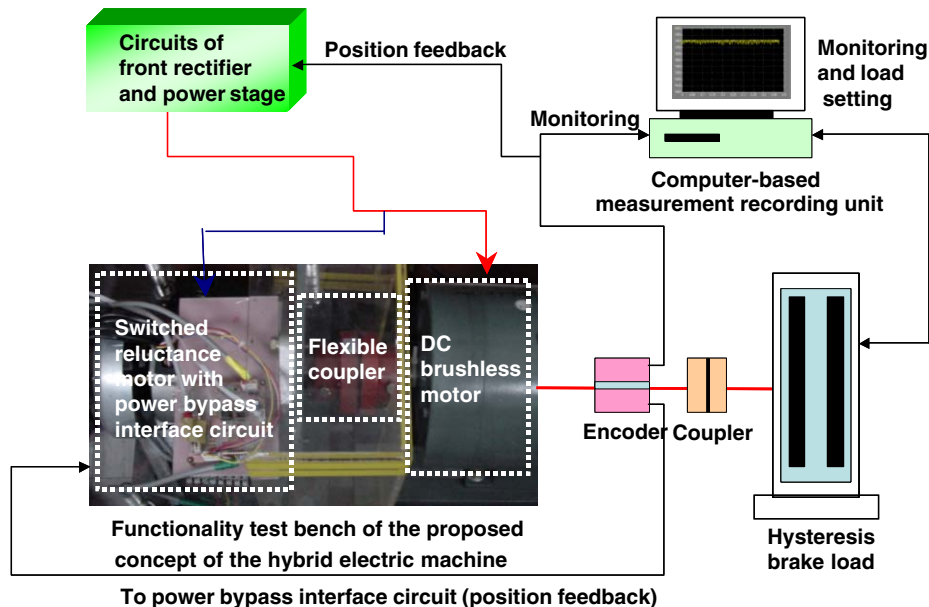 Circuits of
front rectifier
and power stage
Position feedback
Monitoring
and load
setting
Monitoring
Computer-based
measurement recording unit
Switched
reluctance
motor with
power bypass
interface circuit
Flexible
coupler
DC
brushless
motor
Encoder
Coupler
Hysteresis
brake load
Functionality test bench of the proposed
concept of the hybrid electric machine
To power bypass interface circuit (position feedback)